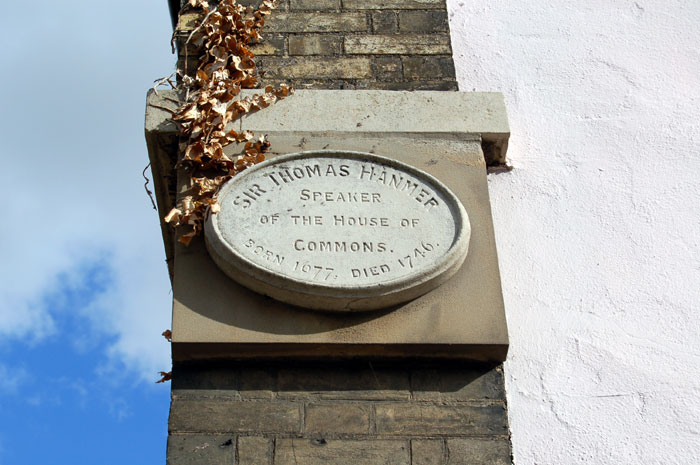 SIR THOMAS HANMER
SPEAKER
OF THE HOUSE OF
COMMONS.
BORN 1677, DIED 1746.